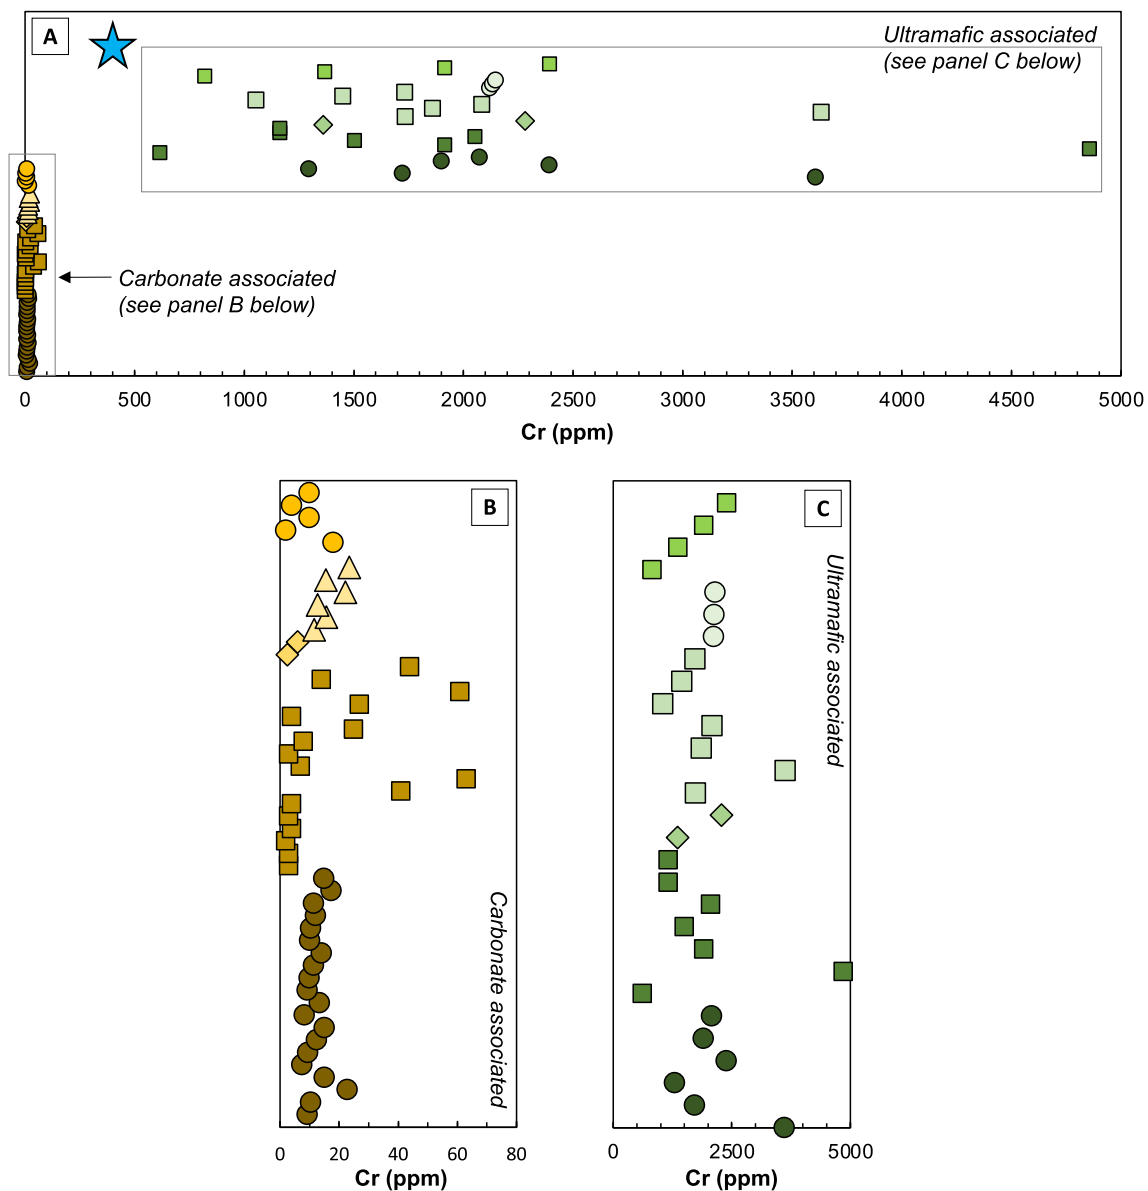 A
Ultramafic associated
(see panel C below)
Carbonate associated
(see panel B below)
0 500 1000 1500 2000 2500 3000 3500 4000 4500 5000
Cr (ppm)
B
Carbonate associated
0 20 40 60 80
Cr (ppm)
C
Ultramafic associated
0 2500 5000
Cr (ppm)